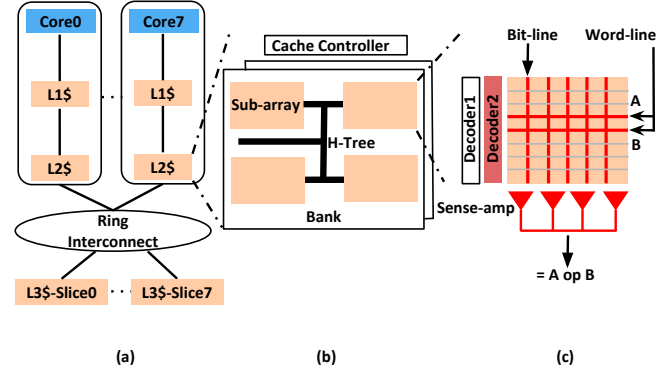 Core0
Core7
L1$
L1$
L2$
L2$
Ring
Interconnect
L3$-Slice0
L3$-Slice7
(a)
Cache Controller
Sub-array
H-Tree
Bank
(b)
Bit-line
Word-line
Decoder1
Decoder2
A
B
Sense-amp
= A op B
(c)